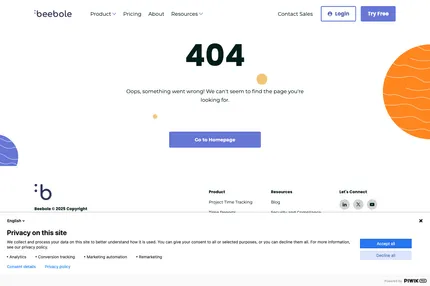 beebole
Product Pricing About Resources Contact Sales Login Try Free
404
Oops, something went wrong! We can't seem to find the page you're
looking for.
Go to Homepage
:b
Beebole © 2025 Copyright
Product Resources Let's Connect
Project Time Tracking Blog
English
Privacy on this site
We collect and process your data on this site to better understand how it is used. You can give your consent to all or selected purposes, or you can decline them all. For more information,
see our privacy policy.
• Analytics • Conversion tracking • Marketing automation • Remarketing
Consent details Privacy policy
Accept all
Decline all
Powered by PIWIK PRO